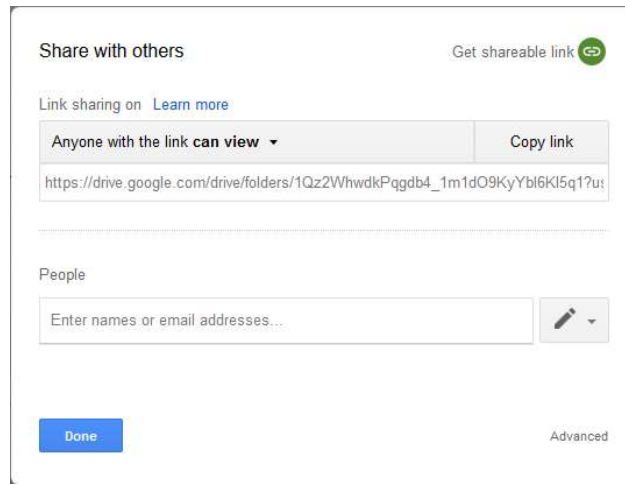 Share with others
Get shareable link
Link sharing on Learn more
Anyone with the link can view
Copy link
https://drive.google.com/drive/folders/1Qz2WhwdkPqgdb4_1m1dO9KyYbl6Kl5q1?us
People
Enter names or email addresses...
Done
Advanced